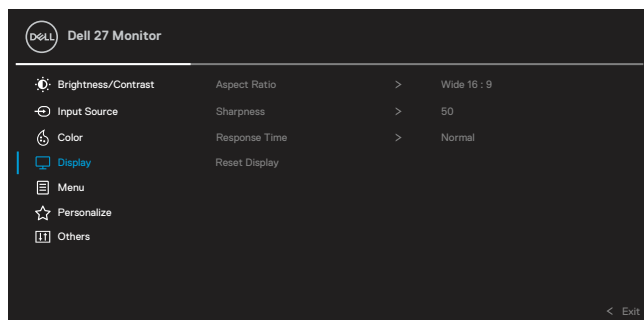 DELL Dell 27 Monitor
Brightness/Contrast Aspect Ratio > Wide 16 : 9
Input Source Sharpness > 50
Color Response Time > Normal
Display Reset Display
Menu
Personalize
Others
< Exit